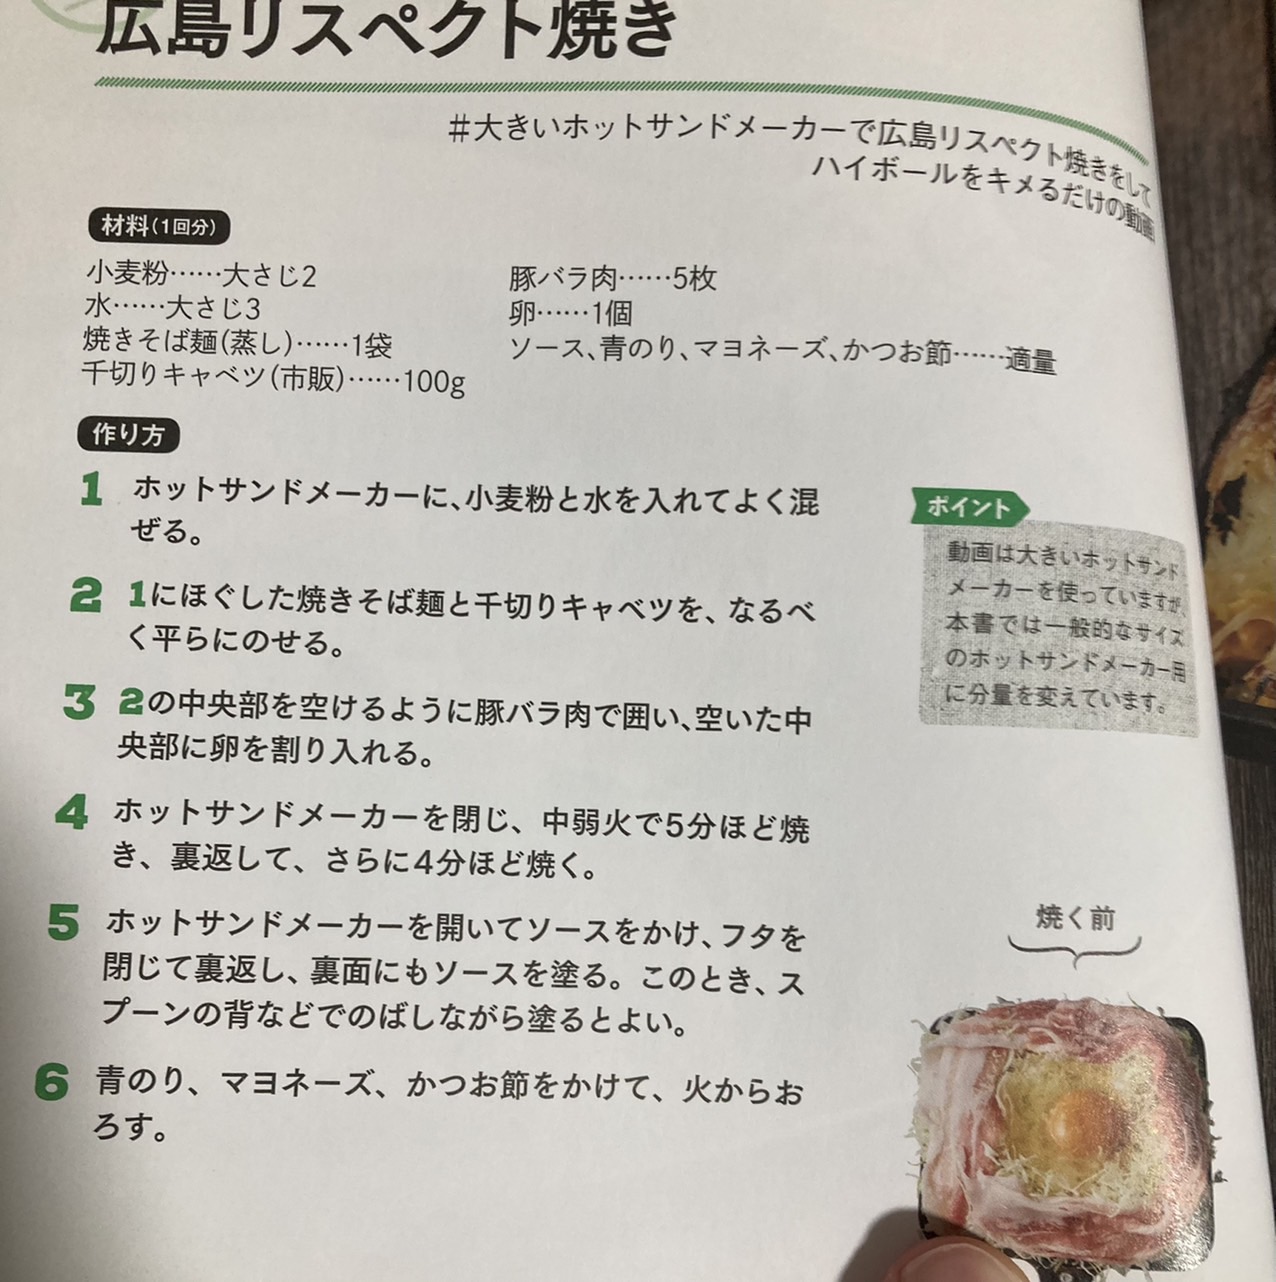 広島リスペクト焼き
#大きいホットサンドメーカーで広島リスペクト焼きをして
ハイボールをキメるだけの動画
材料(1回分)
小麦粉……大さじ2
水……大さじ3
焼きそば麺(蒸し)……1袋
千切りキャベツ(市販)……100g
豚バラ肉……5枚
卵……1個
ソース、青のり、マヨネーズ、かつお節……適量
作り方
1 ホットサンドメーカーに、小麦粉と水を入れてよく混
ぜる。
2 1にほぐした焼きそば麺と千切りキャベツを、なるべ
く平らにのせる。
3 2の中央部を空けるように豚バラ肉で囲い、空いた中
央部に卵を割り入れる。
4 ホットサンドメーカーを閉じ、中弱火で5分ほど焼
き、裏返して、さらに4分ほど焼く。
5 ホットサンドメーカーを開いてソースをかけ、フタを
閉じて裏返し、裏面にもソースを塗る。このとき、ス
プーンの背などでのばしながら塗るとよい。
6 青のり、マヨネーズ、かつお節をかけて、火からお
ろす。
ポイント
動画は大きいホットサンド
メーカーを使っていますが、
本書では一般的なサイズ
のホットサンドメーカー用
に分量を変えています。
焼く前